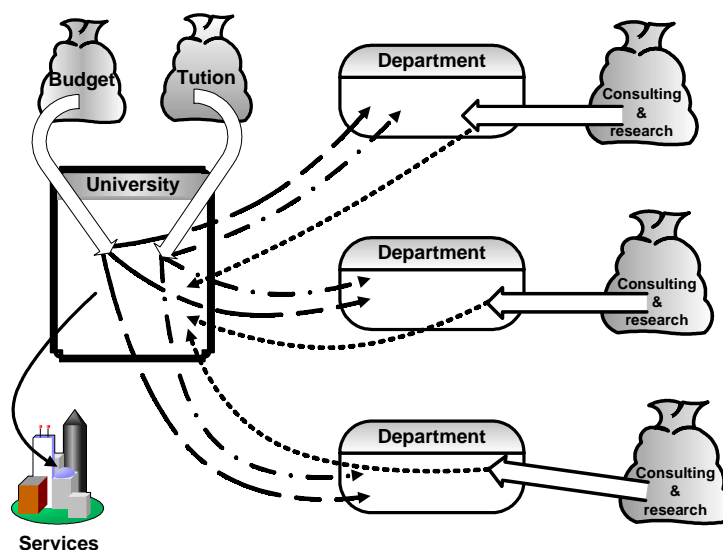 Budget
Tution
Department
Consulting
&
research
University
Department
Consulting
&
research
Department
Consulting
&
research
Services